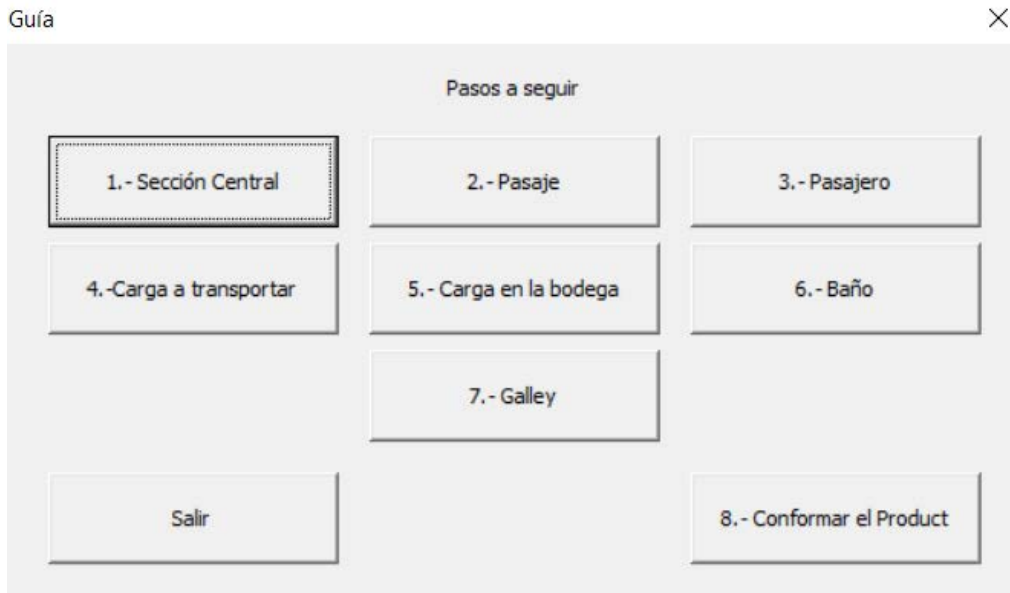 Guía
Pasos a seguir
1.- Sección Central
2.- Pasaje
3.- Pasajero
4.-Carga a transportar
5.- Carga en la bodega
6.- Baño
7.- Galley
Salir
8.- Conformar el Product